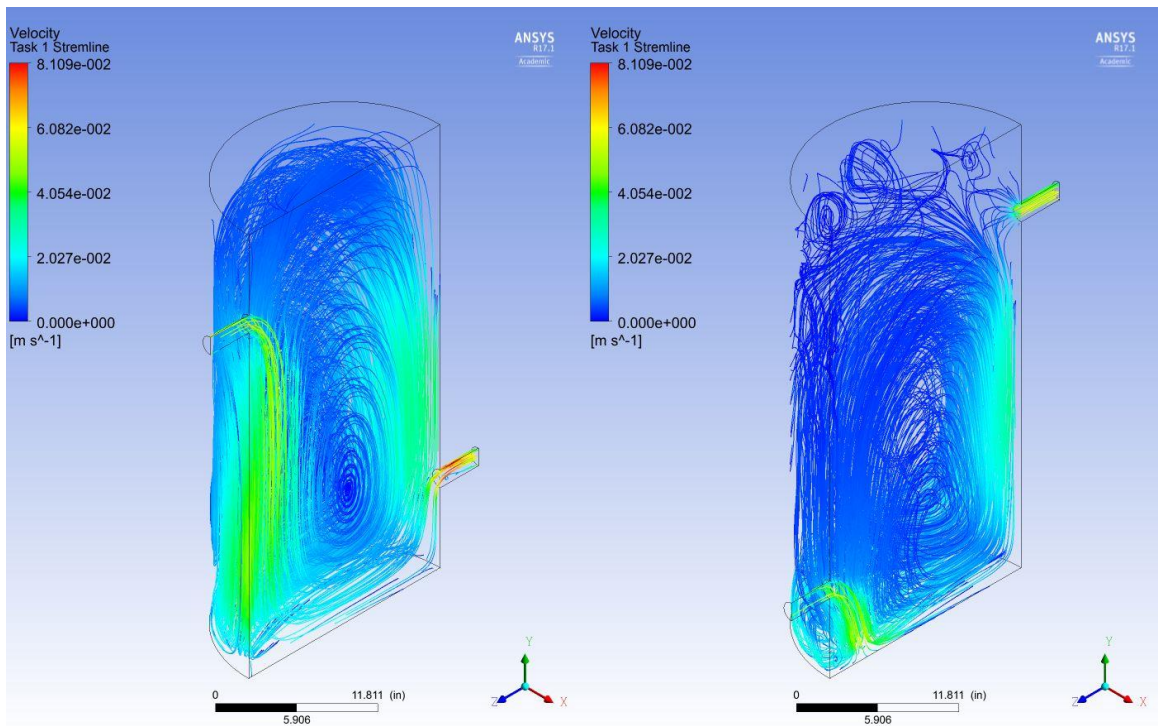 Velocity
Task 1 Stremline
8.109e-002
6.082e-002
4.054e-002
2.027e-002
0.000e+000
[m s^-1]
ANSYS
R17.1
Academic
0 11.811 (in)
5.906
Y
Z X
Velocity
Task 1 Stremline
8.109e-002
6.082e-002
4.054e-002
2.027e-002
0.000e+000
[m s^-1]
ANSYS
R17.1
Academic
0 11.811 (in)
5.906
Y
Z X